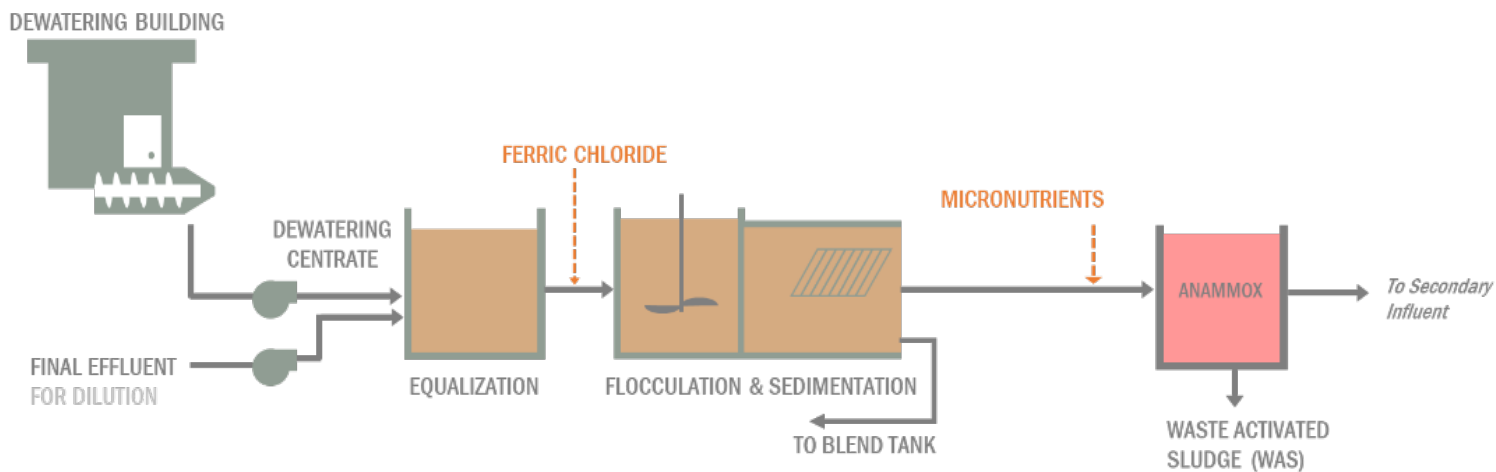 DEWATERING BUILDING
FERRIC CHLORIDE
MICRONUTRIENTS
DEWATERING
CENTRATE
ANAMMOX
To Secondary
Influent
FINAL EFFLUENT
FOR DILUTION
EQUALIZATION
FLOCCULATION & SEDIMENTATION
TO BLEND TANK
WASTE ACTIVATED
SLUDGE (WAS)